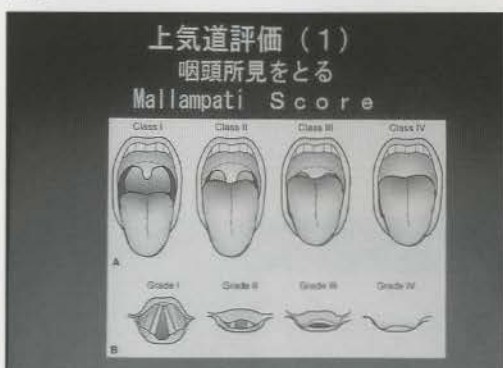 上気道評価（1）
咽頭所見をとる
Mallampati Score
Class I Class II Class III Class IV
A
Grade I Grade II Grade III Grade IV
B